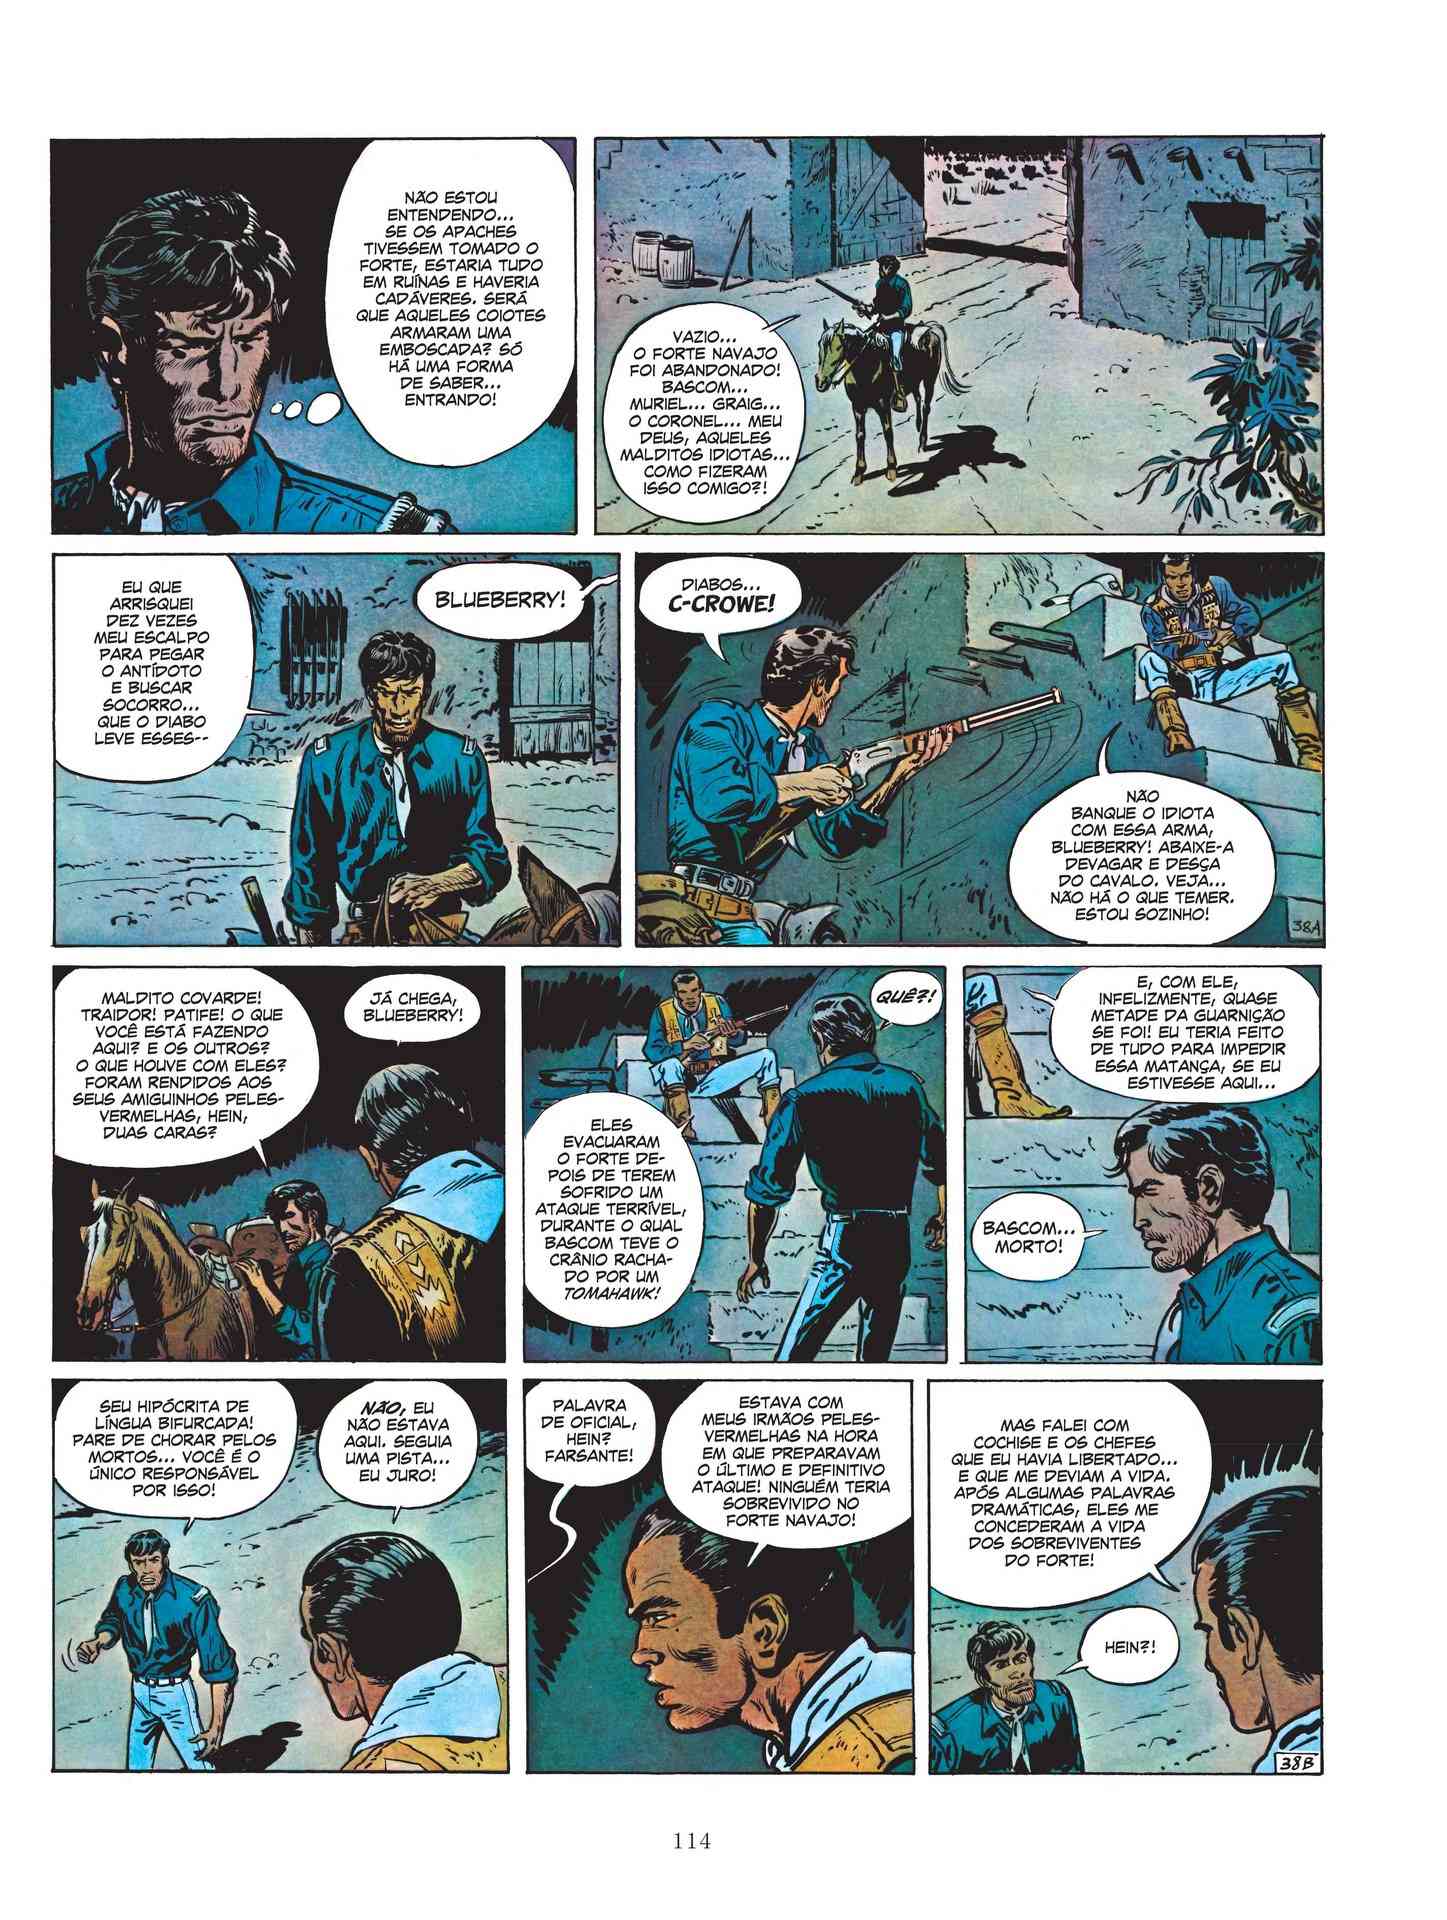 NÃO ESTOU
ENTENDENDO...
SE OS APACHES
TIVESSEM TOMADO O
FORTE, ESTARIA TUDO
EM RUÍNAS E HAVERIA
CADÁVERES. SERÁ
QUE AQUELES COIOTES
ARMARAM UMA
EMBOSCADA? SÓ
HÁ UMA FORMA
DE SABER...
ENTRANDO!
VAZIO...
O FORTE NAVAJO
FOI ABANDONADO!
BASCOM...
MURIEL... GRAIG...
O CORONEL... MEU
DEUS, AQUELES
MALDITOS IDIOTAS...
COMO FIZERAM
ISSO COMIGO?!
EU QUE
ARRISQUEI
DEZ VEZES
MEU ESCALPO
PARA PEGAR
O ANTÍDOTO
E BUSCAR
SOCORRO...
QUE O DIABO
LEVE ESSES--
BLUEBERRY!
DIABOS...
C-CROWE!
NÃO
BANQUE O IDIOTA
COM ESSA ARMA,
BLUEBERRY! ABAIXE-A
DEVAGAR E DESÇA
DO CAVALO. VEJA...
NÃO HÁ O QUE TEMER.
ESTOU SOZINHO!
38A
MALDITO COVARDE!
TRAIDOR! PATIFE! O QUE
VOCÊ ESTÁ FAZENDO
AQUI? E OS OUTROS?
O QUE HOUVE COM ELES?
FORAM RENDIDOS AOS
SEUS AMIGUINHOS PELES-
VERMELHAS, HEIN,
DUAS CARAS?
JÁ CHEGA,
BLUEBERRY!
QUÊ?!
ELES
EVACUARAM
O FORTE DE-
POIS DE TEREM
SOFRIDO UM
ATAQUE TERRÍVEL,
DURANTE O QUAL
BASCOM TEVE O
CRÂNIO RACHA-
DO POR UM
TOMAHAWK!
E, COM ELE,
INFELIZMENTE, QUASE
METADE DA GUARNIÇÃO
SE FOI! EU TERIA FEITO
DE TUDO PARA IMPEDIR
ESSA MATANÇA, SE EU
ESTIVESSE AQUI...
BASCOM...
MORTO!
SEU HIPÓCRITA DE
LÍNGUA BIFURCADA!
PARE DE CHORAR PELOS
MORTOS... VOCÊ É O
ÚNICO RESPONSÁVEL
POR ISSO!
NÃO, EU
NÃO ESTAVA
AQUI. SEGUIA
UMA PISTA...
EU JURO!
PALAVRA
DE OFICIAL,
HEIN?
FARSANTE!
ESTAVA COM
MEUS IRMÃOS PELES-
VERMELHAS NA HORA
EM QUE PREPARAVAM
O ÚLTIMO E DEFINITIVO
ATAQUE! NINGUÉM TERIA
SOBREVIVIDO NO
FORTE NAVAJO!
MAS FALEI COM
COCHISE E OS CHEFES
QUE EU HAVIA LIBERTADO...
E QUE ME DEVIAM A VIDA.
APÓS ALGUMAS PALAVRAS
DRAMÁTICAS, ELES ME
CONCEDERAM A VIDA
DOS SOBREVIVENTES
DO FORTE!
HEIN?!
38B
114